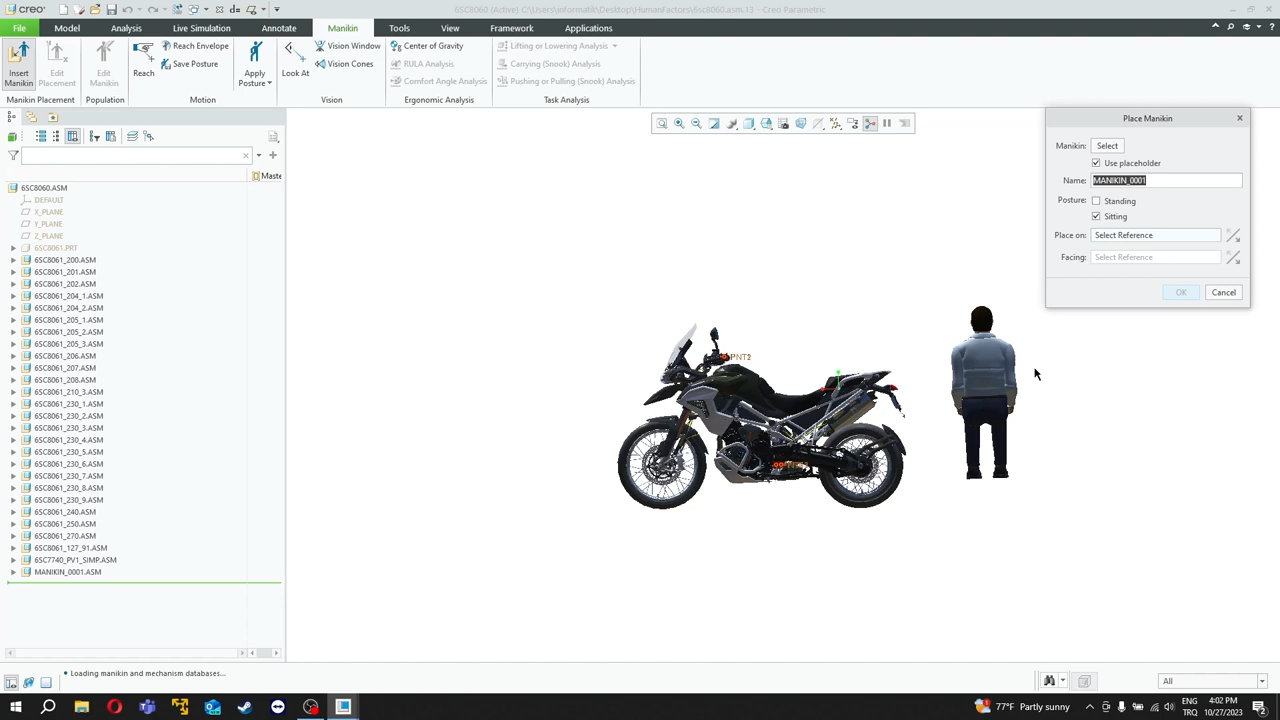 creo
6SC8060 (Active) C:\Users\informatik\Desktop\HumanFactors\6sc8060.asm.13 - Creo Parametric
File Model Analysis Live Simulation Annotate Manikin Tools View Framework Applications
Insert Manikin
Edit Placement
Manikin Placement
Edit Manikin
Population
Reach
Reach Envelope
Save Posture
Apply Posture
Motion
Look At
Vision Window
Vision Cones
Vision
Center of Gravity
RULA Analysis
Comfort Angle Analysis
Ergonomic Analysis
Lifting or Lowering Analysis
Carrying (Snook) Analysis
Pushing or Pulling (Snook) Analysis
Task Analysis
Maste
6SC8060.ASM
DEFAULT
X_PLANE
Y_PLANE
Z_PLANE
6SC8061.PRT
6SC8061_200.ASM
6SC8061_201.ASM
6SC8061_202.ASM
6SC8061_204_1.ASM
6SC8061_204_2.ASM
6SC8061_205_1.ASM
6SC8061_205_2.ASM
6SC8061_205_3.ASM
6SC8061_206.ASM
6SC8061_207.ASM
6SC8061_208.ASM
6SC8061_210_3.ASM
6SC8061_230_1.ASM
6SC8061_230_2.ASM
6SC8061_230_3.ASM
6SC8061_230_4.ASM
6SC8061_230_5.ASM
6SC8061_230_6.ASM
6SC8061_230_7.ASM
6SC8061_230_8.ASM
6SC8061_230_9.ASM
6SC8061_240.ASM
6SC8061_250.ASM
6SC8061_270.ASM
6SC8061_127_91.ASM
6SC7740_PV1_SIMP.ASM
MANIKIN_0001.ASM
PNT2
Place Manikin
Manikin: Select
Use placeholder
Name: MANIKIN_0001
Posture: Standing
Sitting
Place on: Select Reference
Facing: Select Reference
OK Cancel
Loading manikin and mechanism databases...
All
77°F Partly sunny
ENG
TRQ
4:02 PM
10/27/2023
2